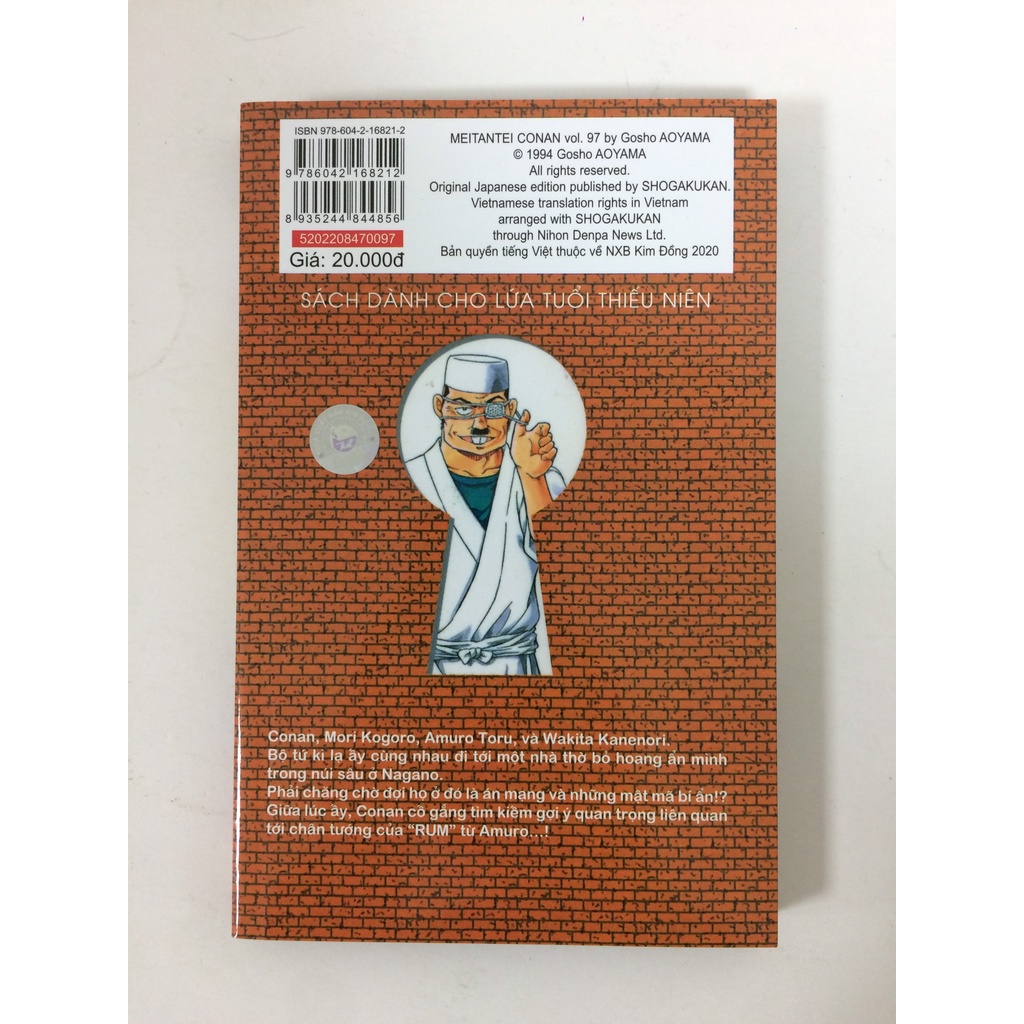 ISBN 978-604-2-16821-2
9 786042 168212
8 935244 844856
5202208470097
Giá: 20.000đ
MEITANTEI CONAN vol. 97 by Gosho AOYAMA
© 1994 Gosho AOYAMA
All rights reserved.
Original Japanese edition published by SHOGAKUKAN.
Vietnamese translation rights in Vietnam
arranged with SHOGAKUKAN
through Nihon Denpa News Ltd.
Bản quyền tiếng Việt thuộc về NXB Kim Đồng 2020
SÁCH DÀNH CHO LỨA TUỔI THIẾU NIÊN
Conan, Mori Kogoro, Amuro Toru, và Wakita Kanenori.
Bộ tứ kì lạ ấy cùng nhau đi tới một nhà thờ bỏ hoang ẩn mình
trong núi sâu ở Nagano.
Phải chăng chờ đợi họ ở đó là án mạng và những mật mã bí ẩn!?
Giữa lúc ấy, Conan cố gắng tìm kiếm gợi ý quan trọng liên quan
tới chân tướng của “RUM” từ Amuro...!